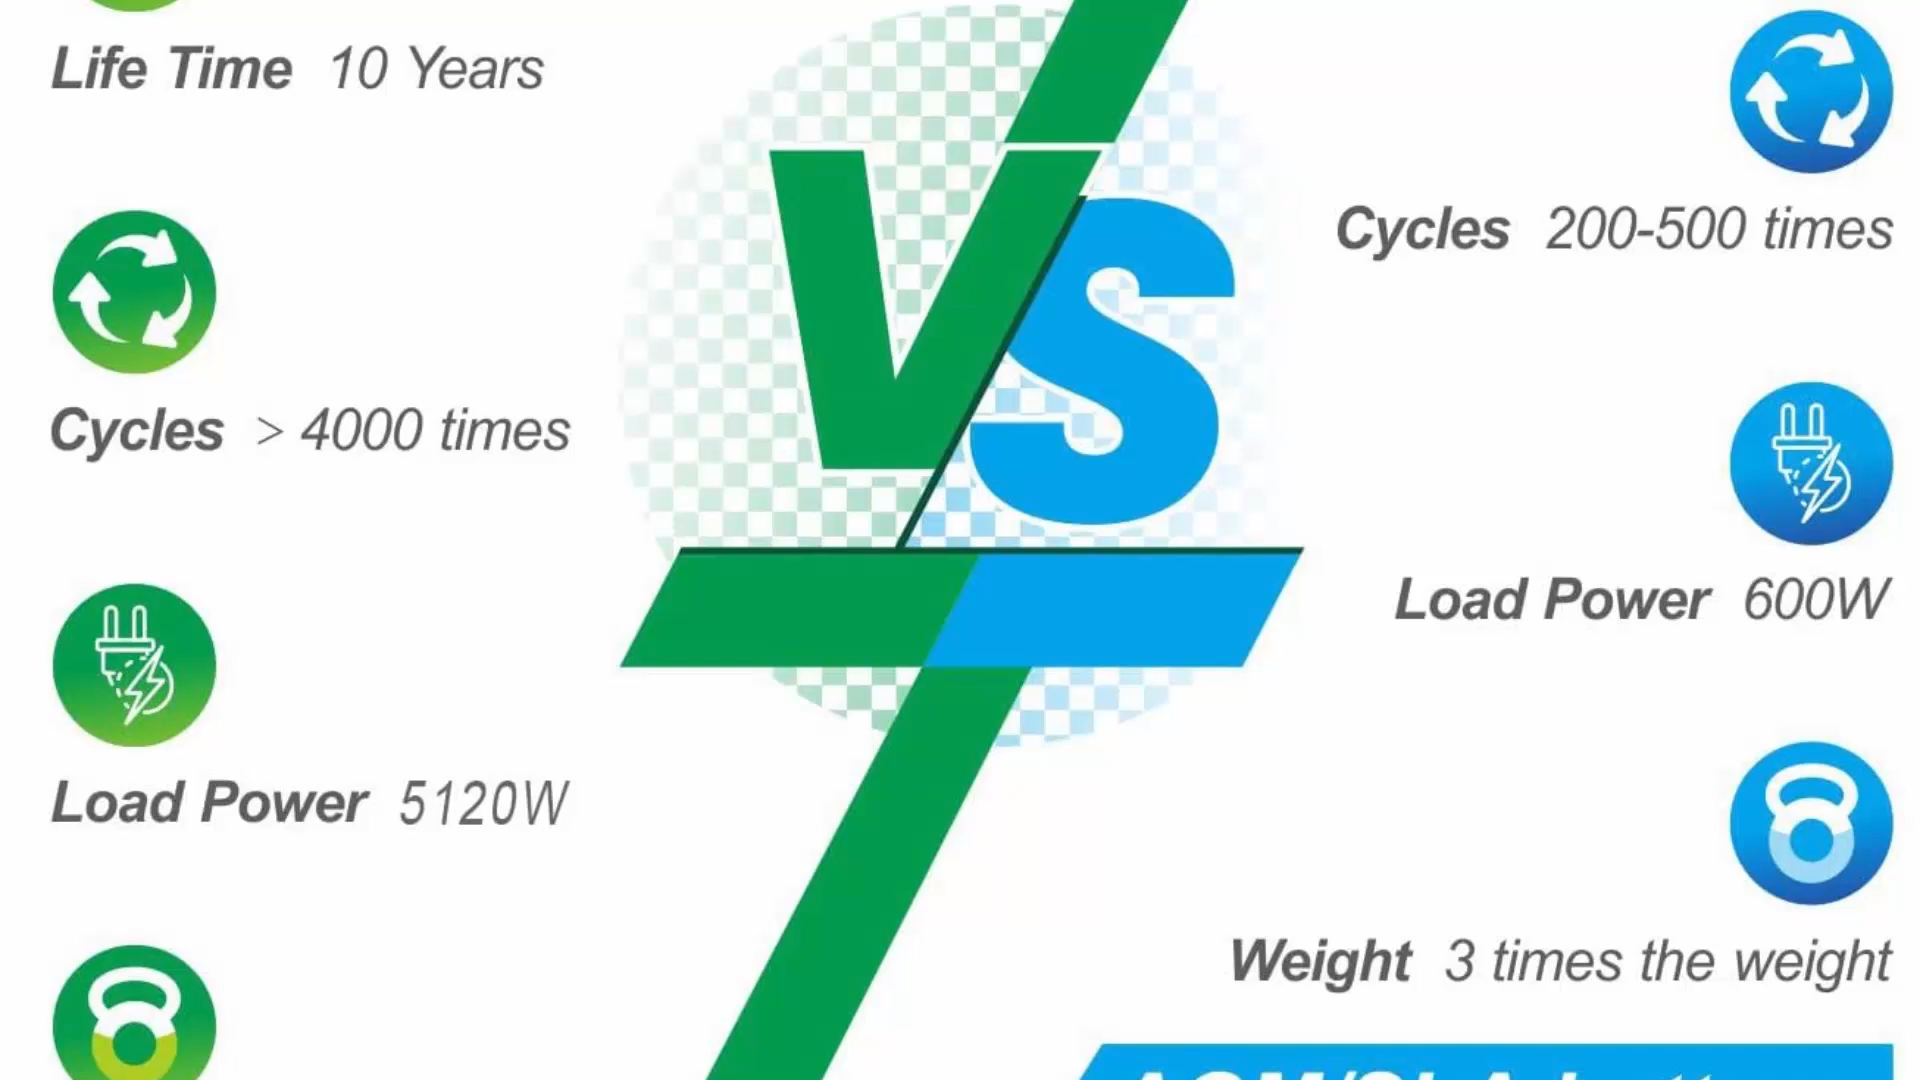 Life Time 10 Years
Cycles > 4000 times
Load Power 5120W
VS
Cycles 200-500 times
Load Power 600W
Weight 3 times the weight